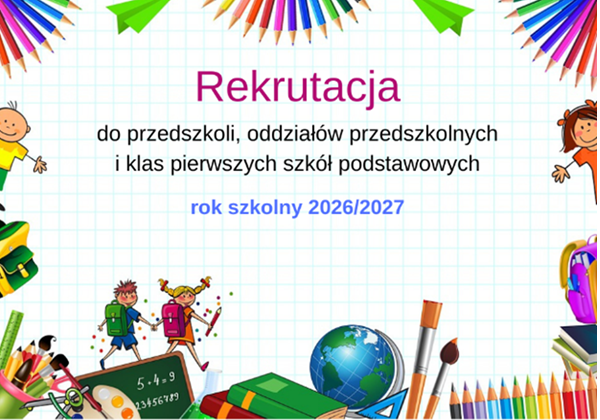 Rekrutacja
do przedszkoli, oddziałów przedszkolnych
i klas pierwszych szkół podstawowych
rok szkolny 2026/2027
5+4=9
123456789